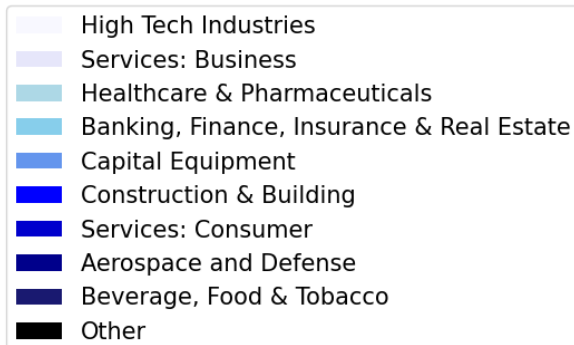 High Tech Industries
Services: Business
Healthcare & Pharmaceuticals
Banking, Finance, Insurance & Real Estate
Capital Equipment
Construction & Building
Services: Consumer
Aerospace and Defense
Beverage, Food & Tobacco
Other